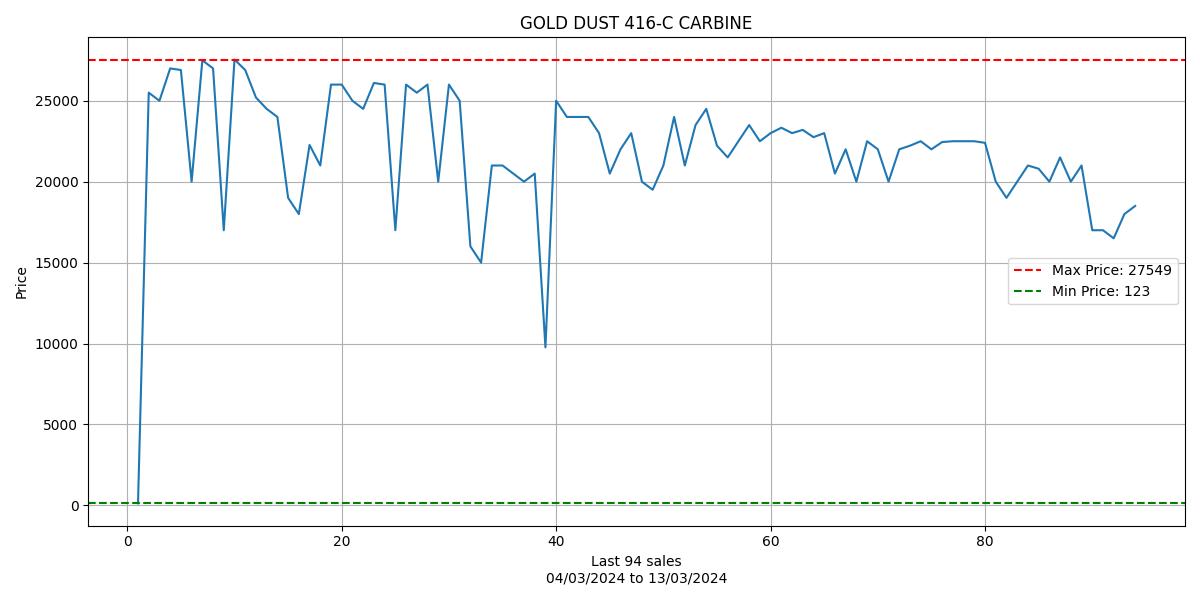 GOLD DUST 416-C CARBINE
Price
25000
20000
15000
10000
5000
0
Max Price: 27549
Min Price: 123
0 20 40 60 80
Last 94 sales
04/03/2024 to 13/03/2024